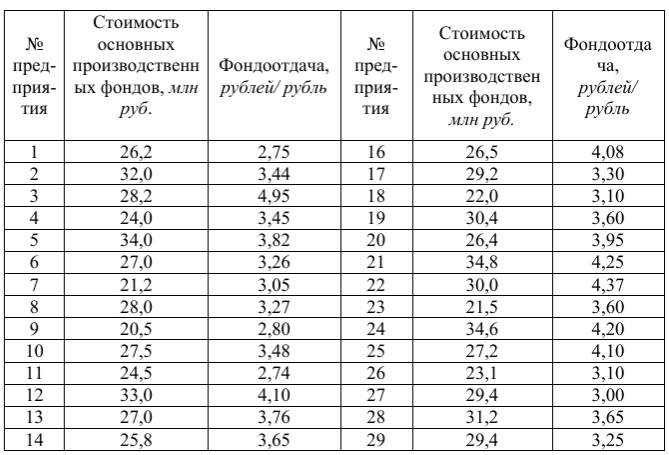 № пред-прия-тия | Стоимость основных производственн ых фондов, млн руб. | Фондоотдача, рублей/ рубль | № пред-прия-тия | Стоимость основных производствен ных фондов, млн руб. | Фондоотда ча, рублей/ рубль
1 | 26,2 | 2,75 | 16 | 26,5 | 4,08
2 | 32,0 | 3,44 | 17 | 29,2 | 3,30
3 | 28,2 | 4,95 | 18 | 22,0 | 3,10
4 | 24,0 | 3,45 | 19 | 30,4 | 3,60
5 | 34,0 | 3,82 | 20 | 26,4 | 3,95
6 | 27,0 | 3,26 | 21 | 34,8 | 4,25
7 | 21,2 | 3,05 | 22 | 30,0 | 4,37
8 | 28,0 | 3,27 | 23 | 21,5 | 3,60
9 | 20,5 | 2,80 | 24 | 34,6 | 4,20
10 | 27,5 | 3,48 | 25 | 27,2 | 4,10
11 | 24,5 | 2,74 | 26 | 23,1 | 3,10
12 | 33,0 | 4,10 | 27 | 29,4 | 3,00
13 | 27,0 | 3,76 | 28 | 31,2 | 3,65
14 | 25,8 | 3,65 | 29 | 29,4 | 3,25